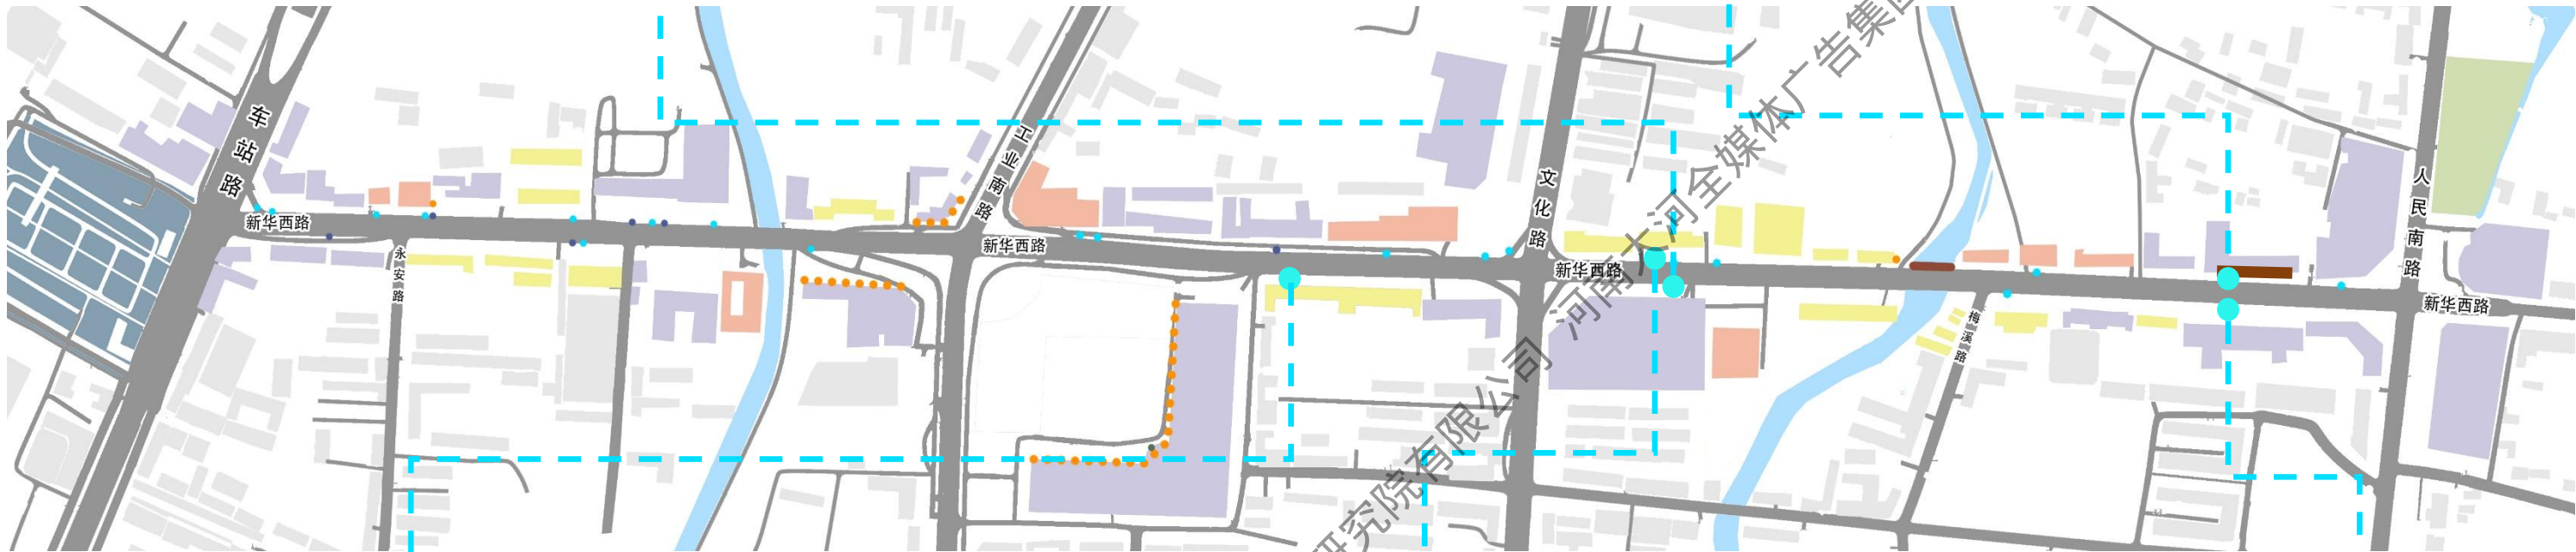 车站路
新华西路
永安路
工业南路
新华西路
文化路
新华西路
梅溪路
人民南路
新华西路
研究院有限公司 河南大河全媒体广告集团